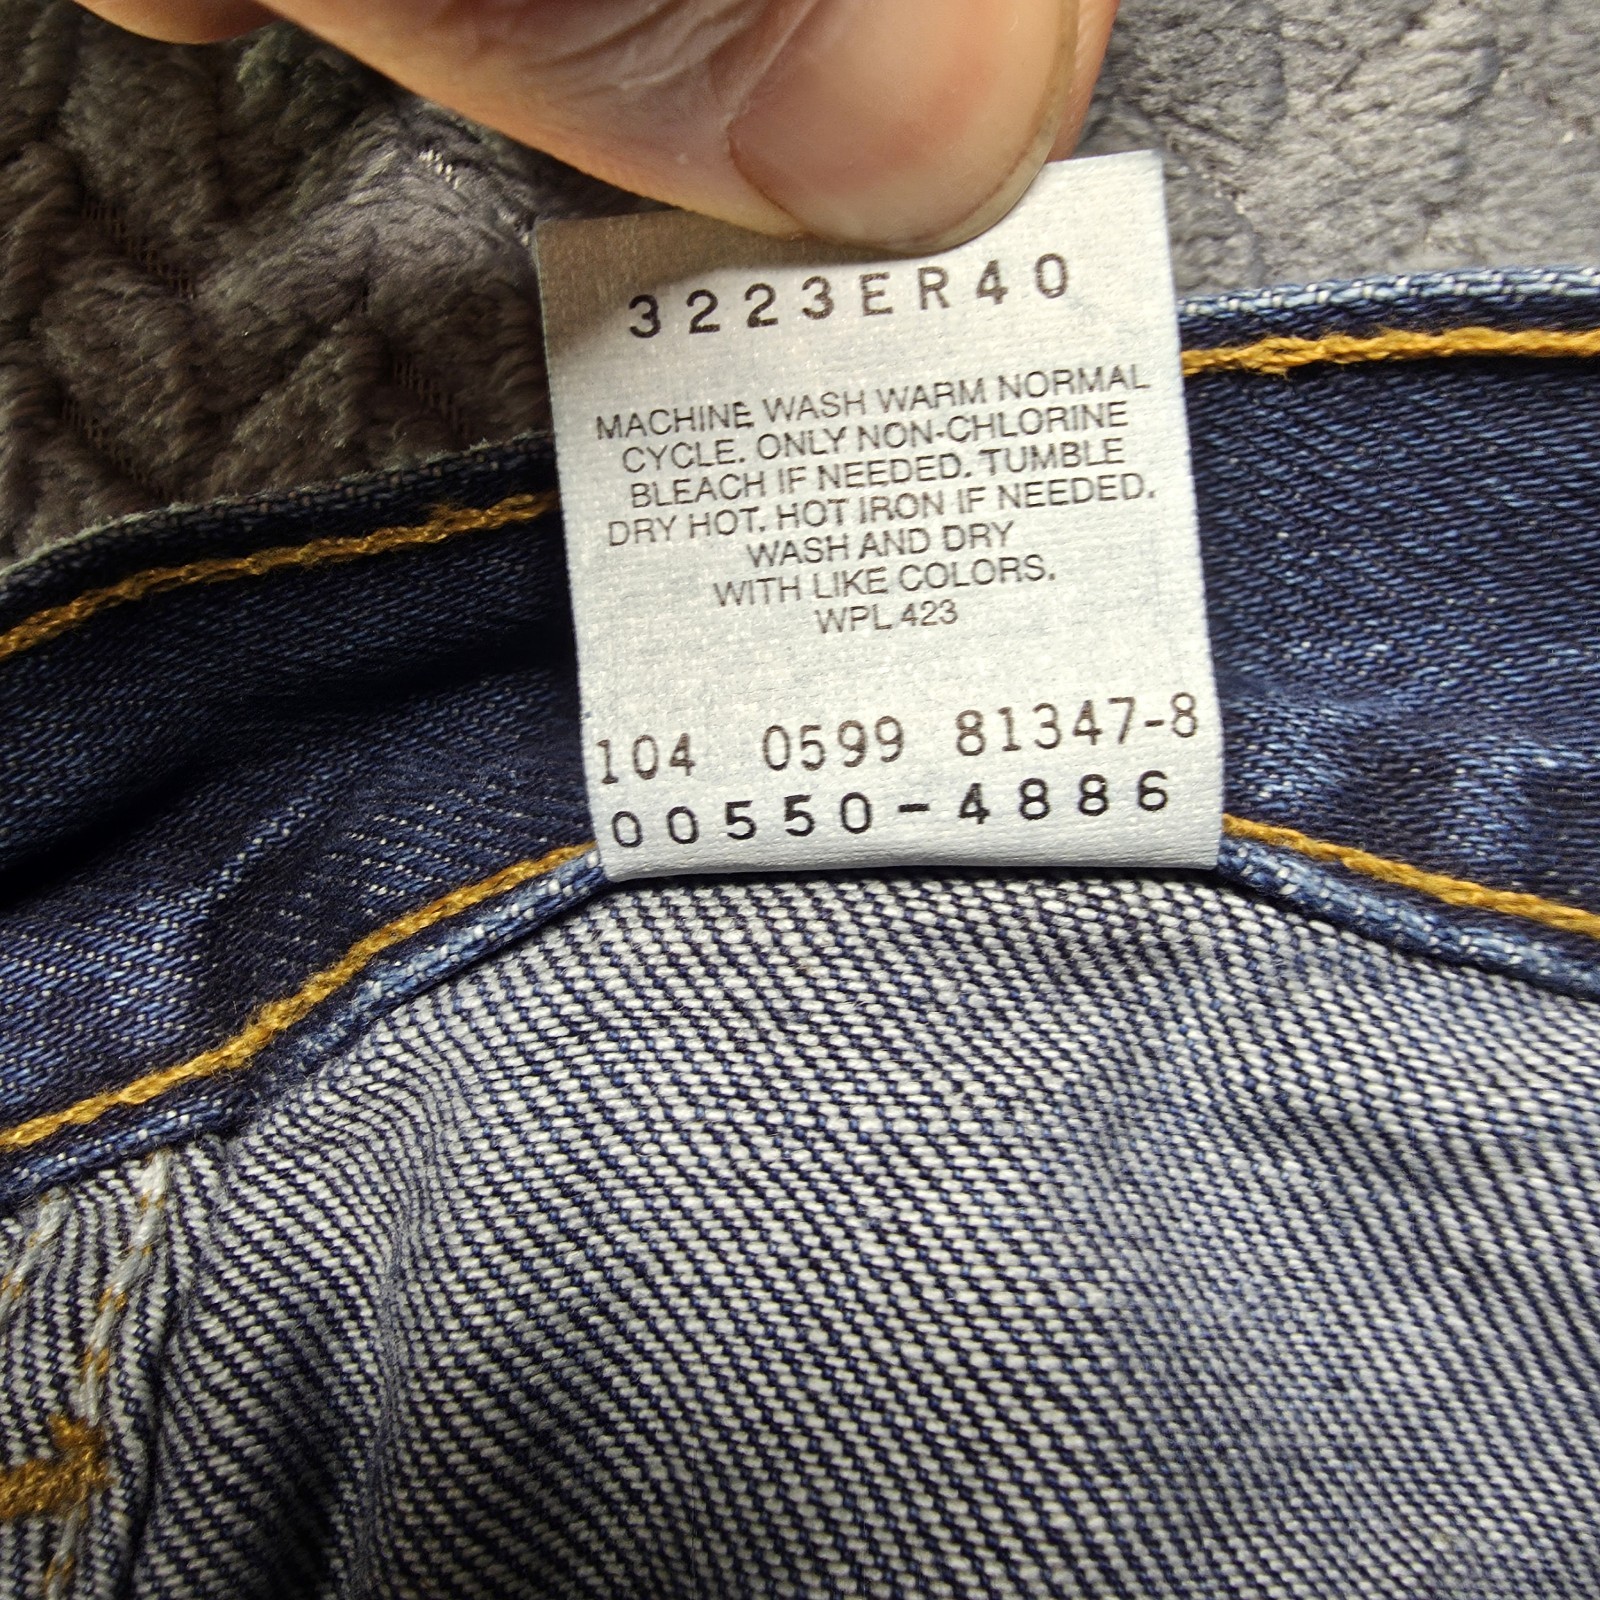 3223ER40
MACHINE WASH WARM NORMAL
CYCLE. ONLY NON-CHLORINE
BLEACH IF NEEDED. TUMBLE
DRY HOT. HOT IRON IF NEEDED.
WASH AND DRY
WITH LIKE COLORS.
WPL 423
104 0599 81347-8
00550-4886